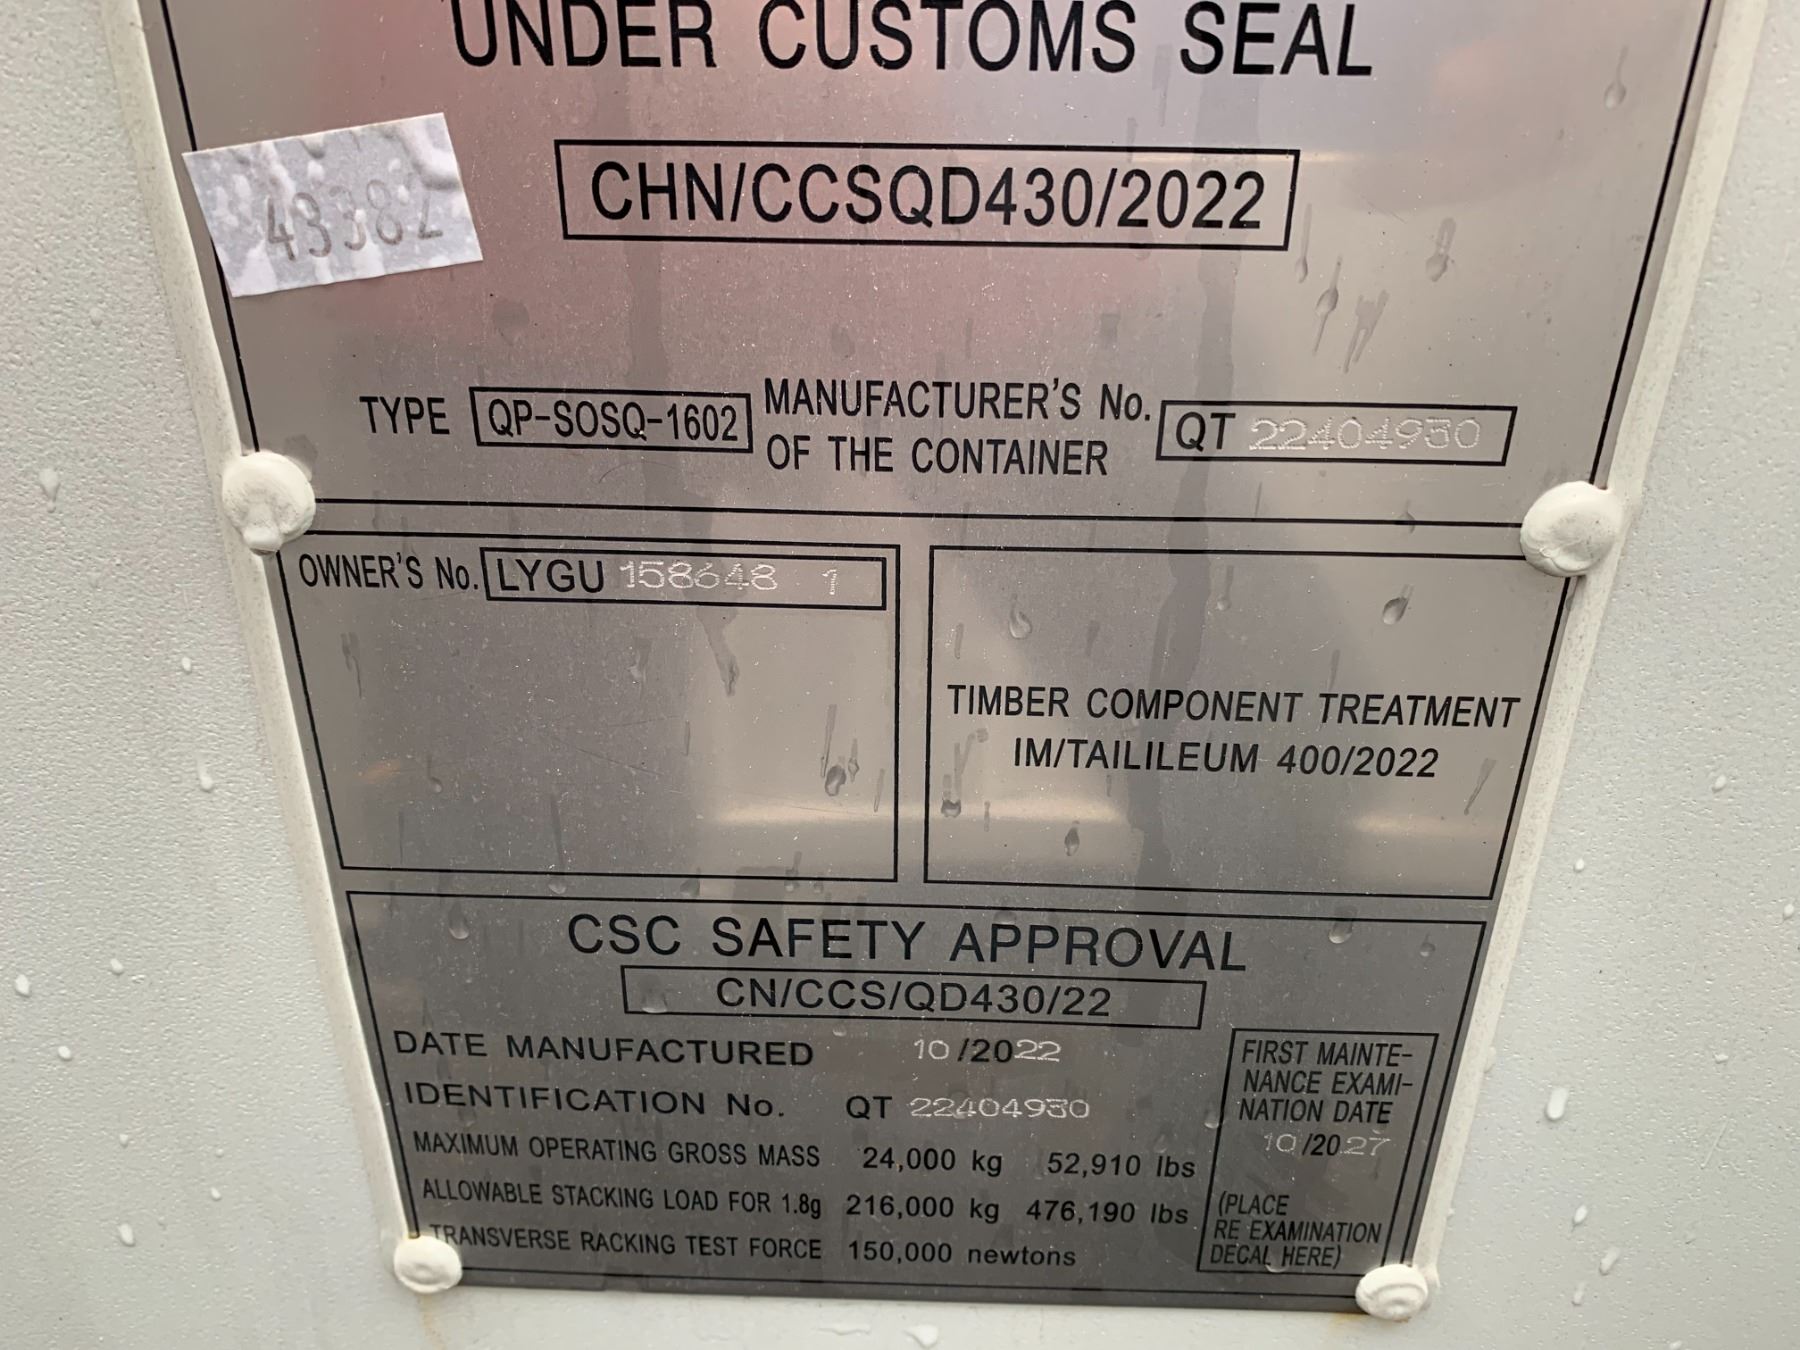 UNDER CUSTOMS SEAL
43382
CHN/CCSQD430/2022
TYPE QP-SOSQ-1602 MANUFACTURER'S No. OF THE CONTAINER QT 22404930
OWNER'S No. LYGU 158648 1
TIMBER COMPONENT TREATMENT
IM/TAILILEUM 400/2022
CSC SAFETY APPROVAL
CN/CCS/QD430/22
DATE MANUFACTURED 10/2022
IDENTIFICATION No. QT 22404930
MAXIMUM OPERATING GROSS MASS 24,000 kg 52,910 lbs
ALLOWABLE STACKING LOAD FOR 1.8g 216,000 kg 476,190 lbs
TRANSVERSE RACKING TEST FORCE 150,000 newtons
FIRST MAINTE-
NANCE EXAMI-
NATION DATE
10/2027
(PLACE
RE EXAMINATION
DECAL HERE)